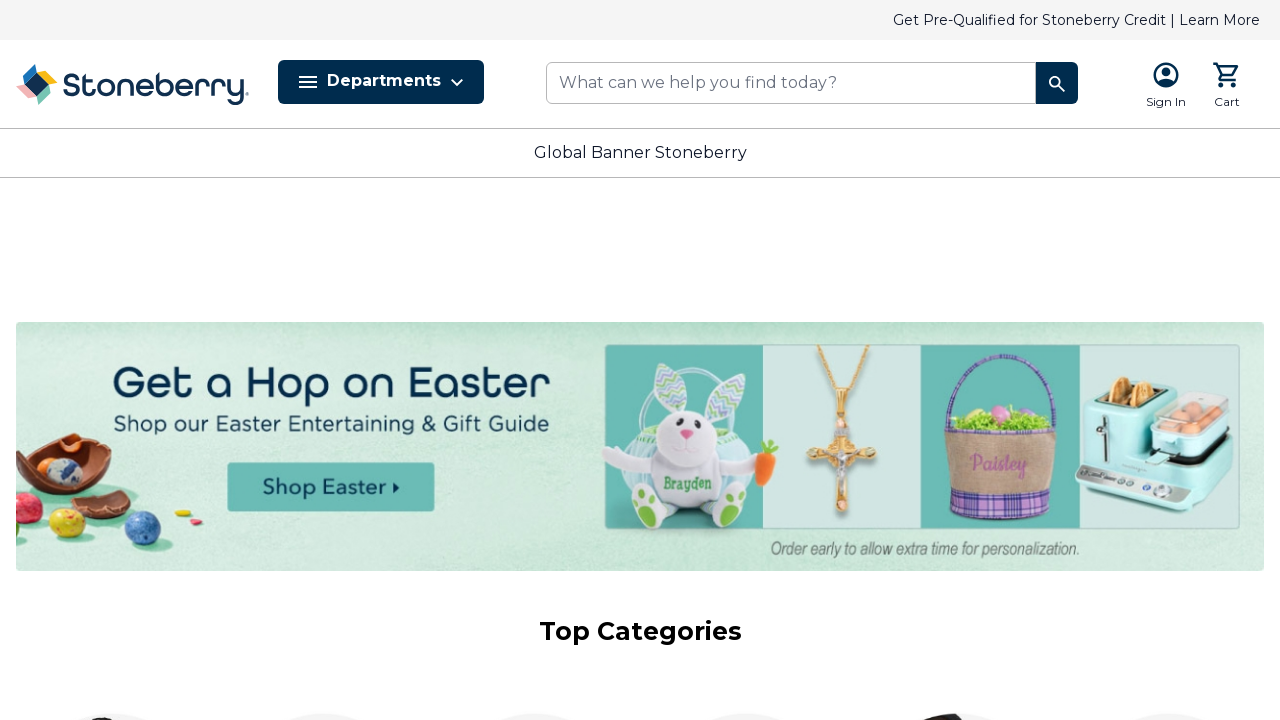 Get Pre-Qualified for Stoneberry Credit | Learn More
Stoneberry
Departments
What can we help you find today?
Sign In
Cart
Global Banner Stoneberry
Get a Hop on Easter
Shop our Easter Entertaining & Gift Guide
Shop Easter
Brayden
Paisley
Order early to allow extra time for personalization.
Top Categories